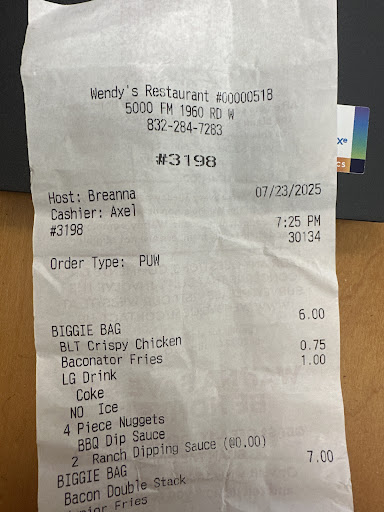 Wendy's Restaurant #00000518
5000 FM 1960 RD W
832-284-7283
#3198
Host: Breanna 07/23/2025
Cashier: Axel 7:25 PM
#3198 30134
Order Type: PUW
BIGGIE BAG 6.00
BLT Crispy Chicken
Baconator Fries 0.75
LG Drink 1.00
Coke
NO Ice
4 Piece Nuggets
BBQ Dip Sauce
2 Ranch Dipping Sauce (@0.00)
BIGGIE BAG 7.00
Bacon Double Stack
Fries